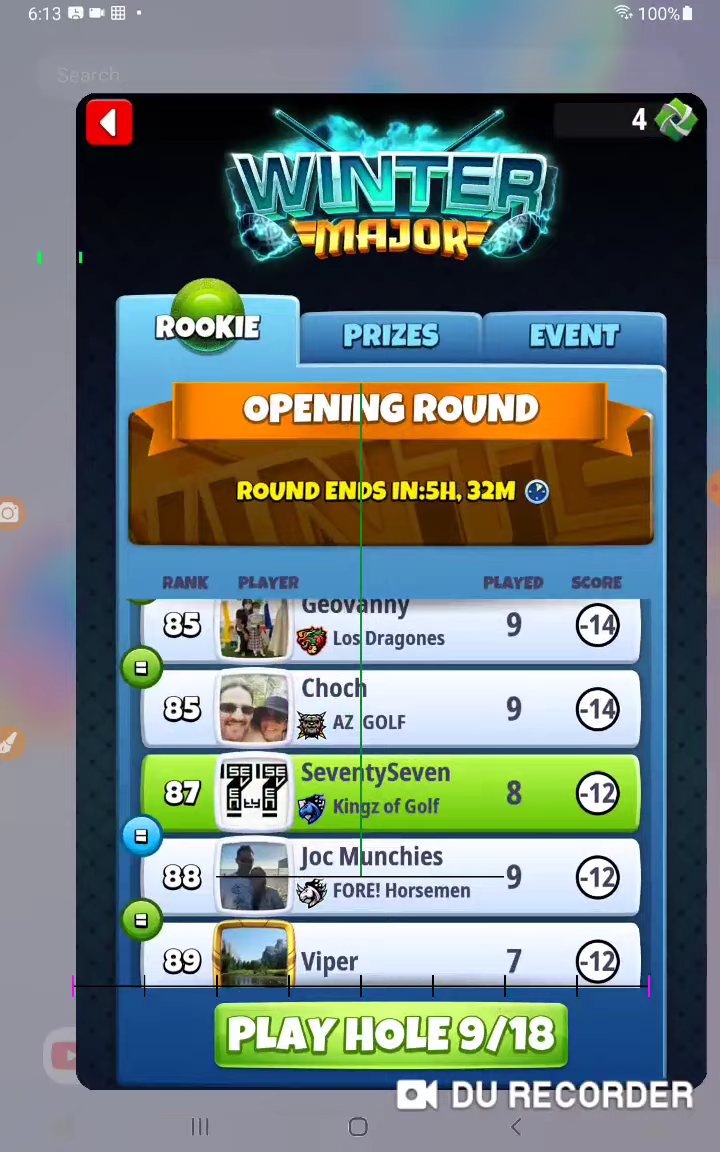 6:13
100%
Search
4
WINTER
MAJOR
ROOKIE
PRIZES
EVENT
OPENING ROUND
ROUND ENDS IN:5H, 32M
RANK PLAYER PLAYED SCORE
85 Geovanny Los Dragones 9 -14
85 Choch AZ GOLF 9 -14
87 SeventySeven Kingz of Golf 8 -12
88 Joc Munchies FORE! Horsemen 9 -12
89 Viper 7 -12
PLAY HOLE 9/18
DU RECORDER